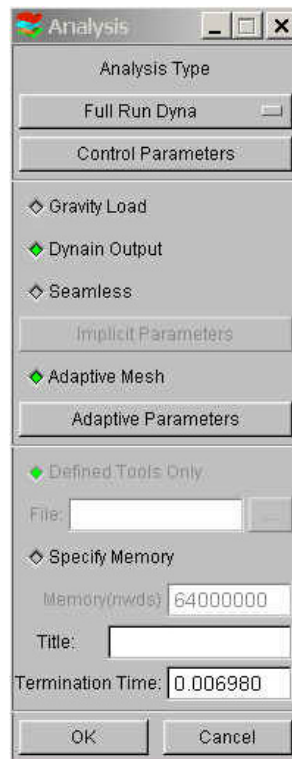 Analysis
Analysis Type
Full Run Dyna
Control Parameters
Gravity Load
Dynain Output
Seamless
Implicit Parameters
Adaptive Mesh
Adaptive Parameters
Defined Tools Only
File: ...
Specify Memory
Memory(nwds) 64000000
Title:
Termination Time: 0.006980
OK Cancel